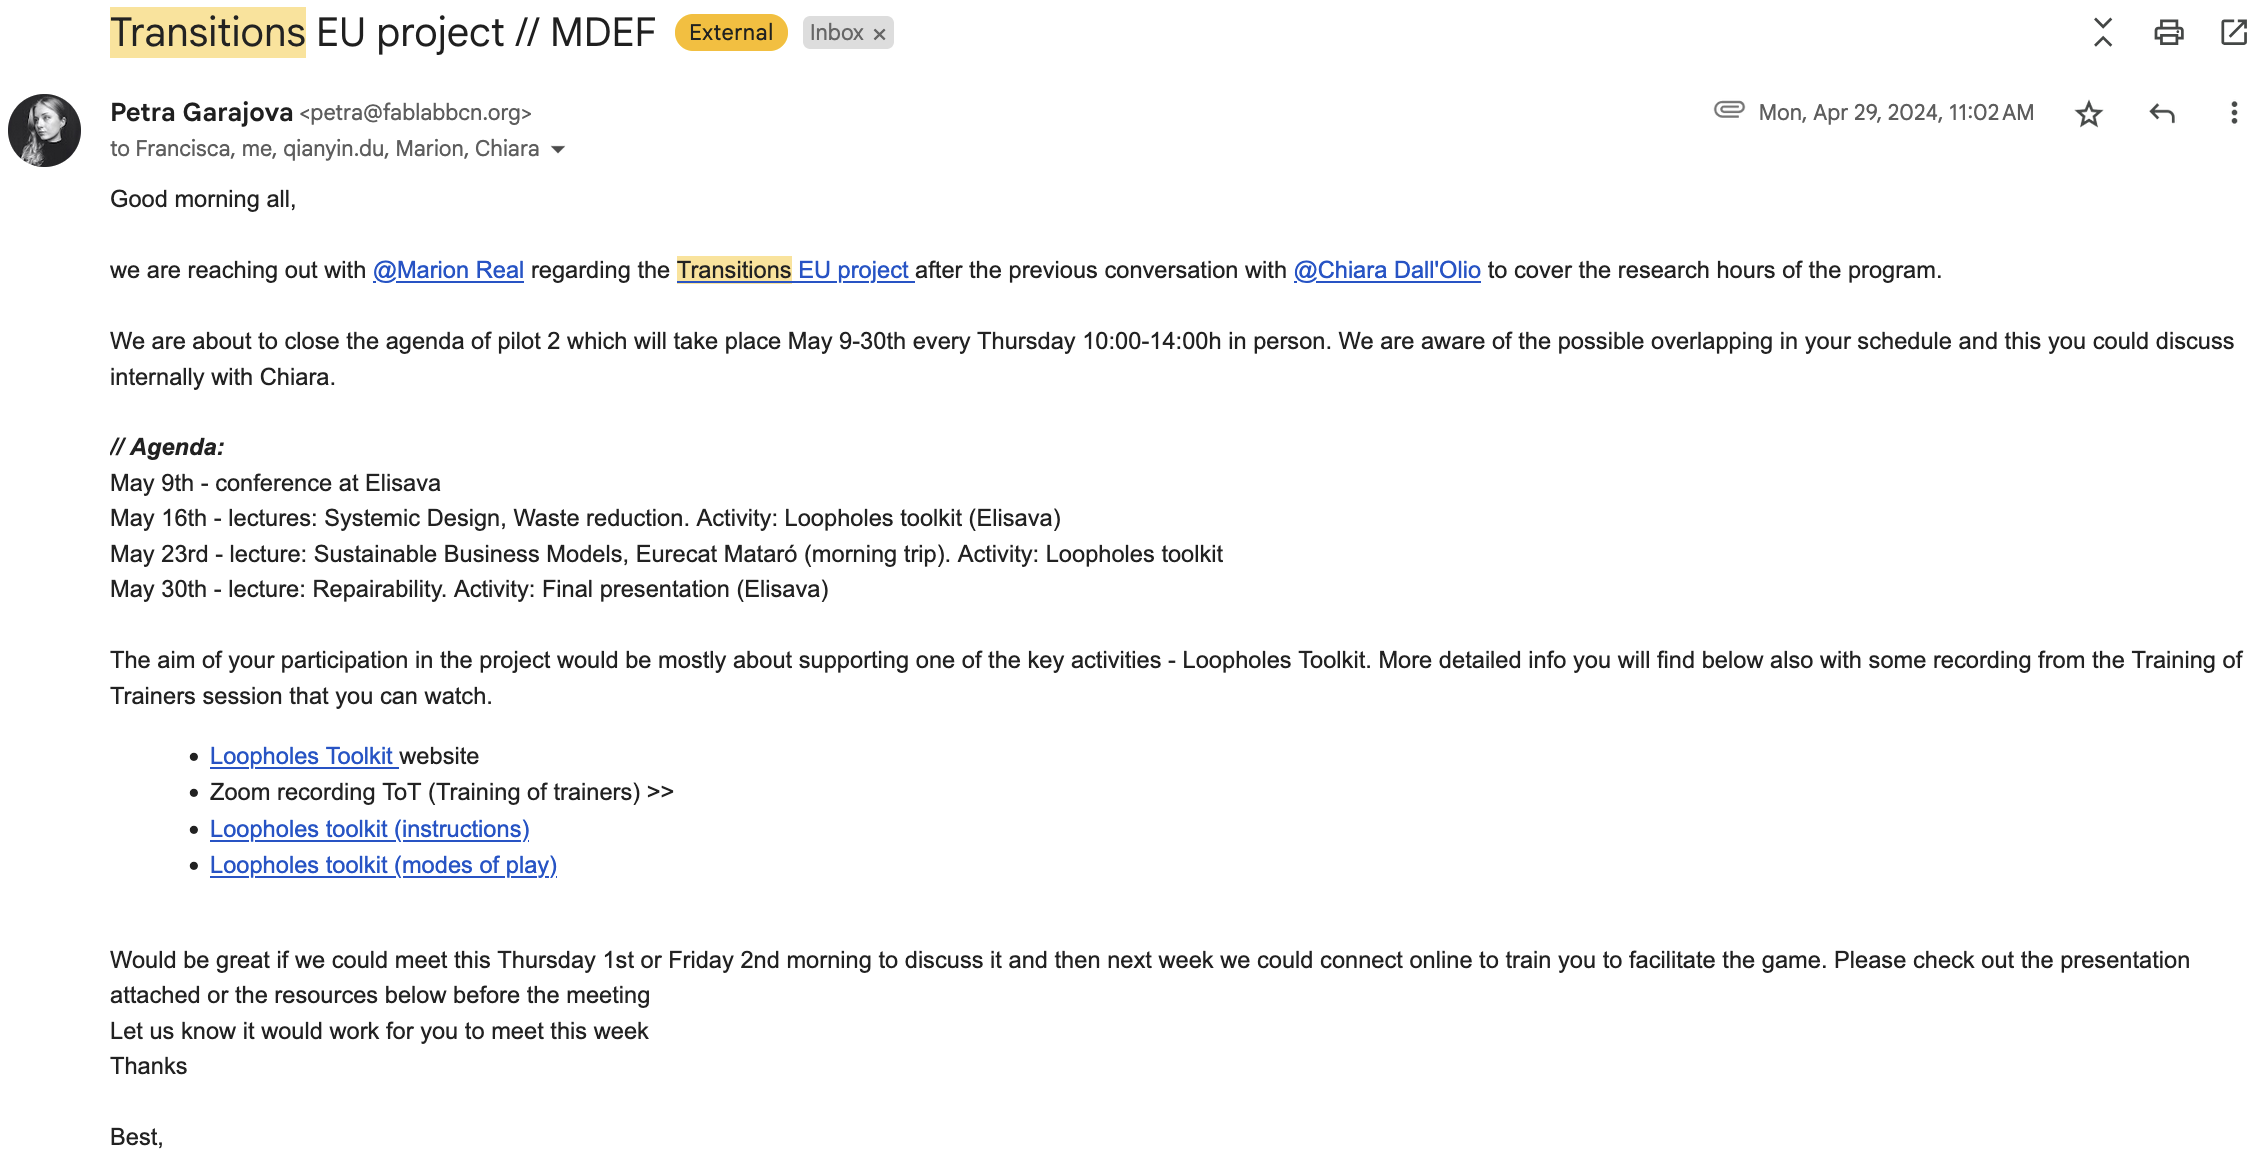 Transitions EU project // MDEF External Inbox ×
Petra Garajova <petra@fablabbcn.org> Mon, Apr 29, 2024, 11:02 AM
to Francisca, me, qianyin.du, Marion, Chiara
Good morning all,
we are reaching out with @Marion Real regarding the Transitions EU project after the previous conversation with @Chiara Dall'Olio to cover the research hours of the program.
We are about to close the agenda of pilot 2 which will take place May 9-30th every Thursday 10:00-14:00h in person. We are aware of the possible overlapping in your schedule and this you could discuss
internally with Chiara.
// Agenda:
May 9th - conference at Elisava
May 16th - lectures: Systemic Design, Waste reduction. Activity: Loopholes toolkit (Elisava)
May 23rd - lecture: Sustainable Business Models, Eurecat Mataró (morning trip). Activity: Loopholes toolkit
May 30th - lecture: Repairability. Activity: Final presentation (Elisava)
The aim of your participation in the project would be mostly about supporting one of the key activities - Loopholes Toolkit. More detailed info you will find below also with some recording from the Training of
Trainers session that you can watch.
• Loopholes Toolkit website
• Zoom recording ToT (Training of trainers) >>
• Loopholes toolkit (instructions)
• Loopholes toolkit (modes of play)
Would be great if we could meet this Thursday 1st or Friday 2nd morning to discuss it and then next week we could connect online to train you to facilitate the game. Please check out the presentation
attached or the resources below before the meeting
Let us know it would work for you to meet this week
Thanks
Best,